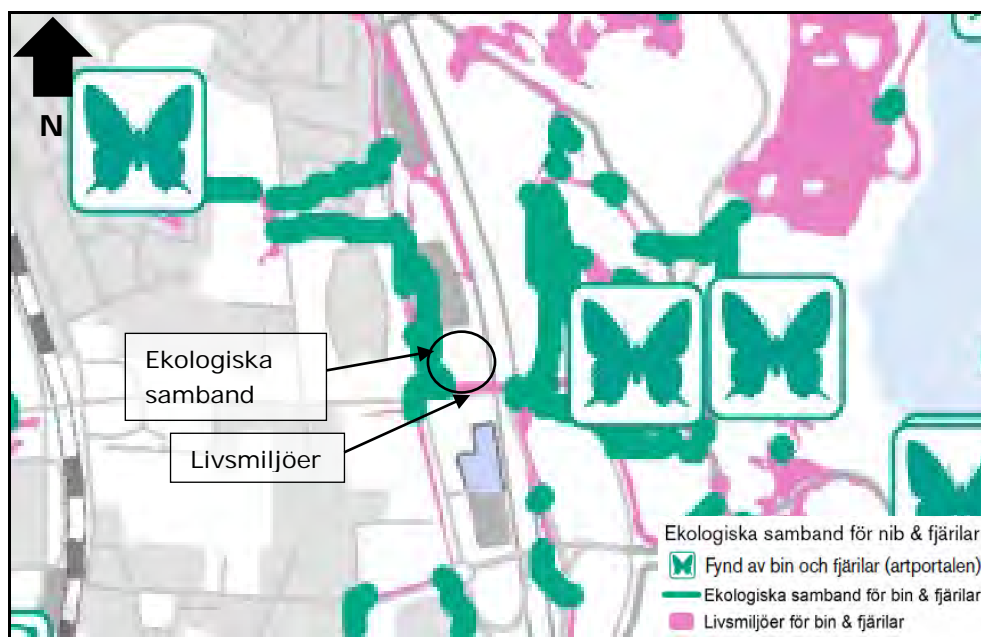 N
Ekologiska
samband
Livsmiljöer
Ekologiska samband för nib & fjärilar
Fynd av bin och fjärilar (artportalen)
Ekologiska samband för bin & fjärilar
Livsmiljöer för bin & fjärilar